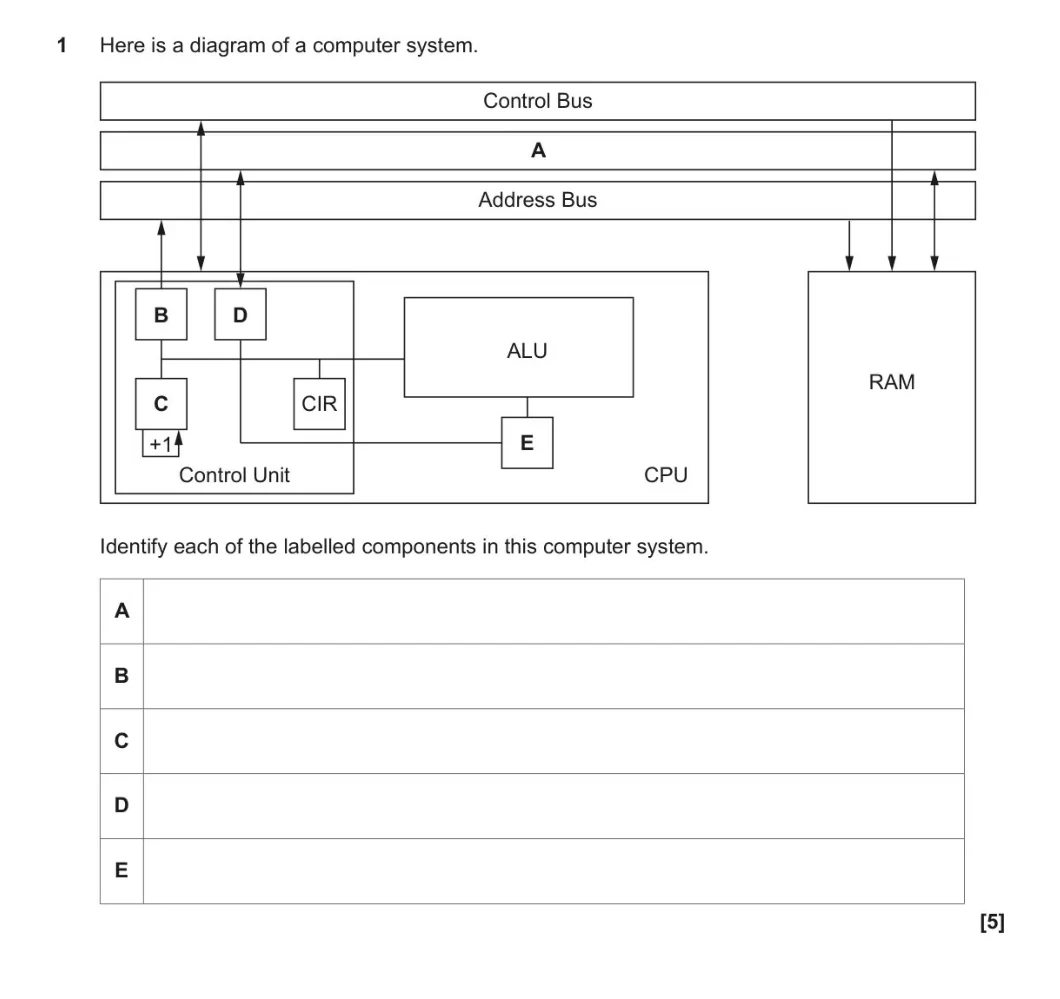 1 Here is a diagram of a computer system.
Control Bus
A
Address Bus
B D
ALU
RAM
C CIR
+1
E
Control Unit CPU
Identify each of the labelled components in this computer system.
A
B
C
D
E
[5]